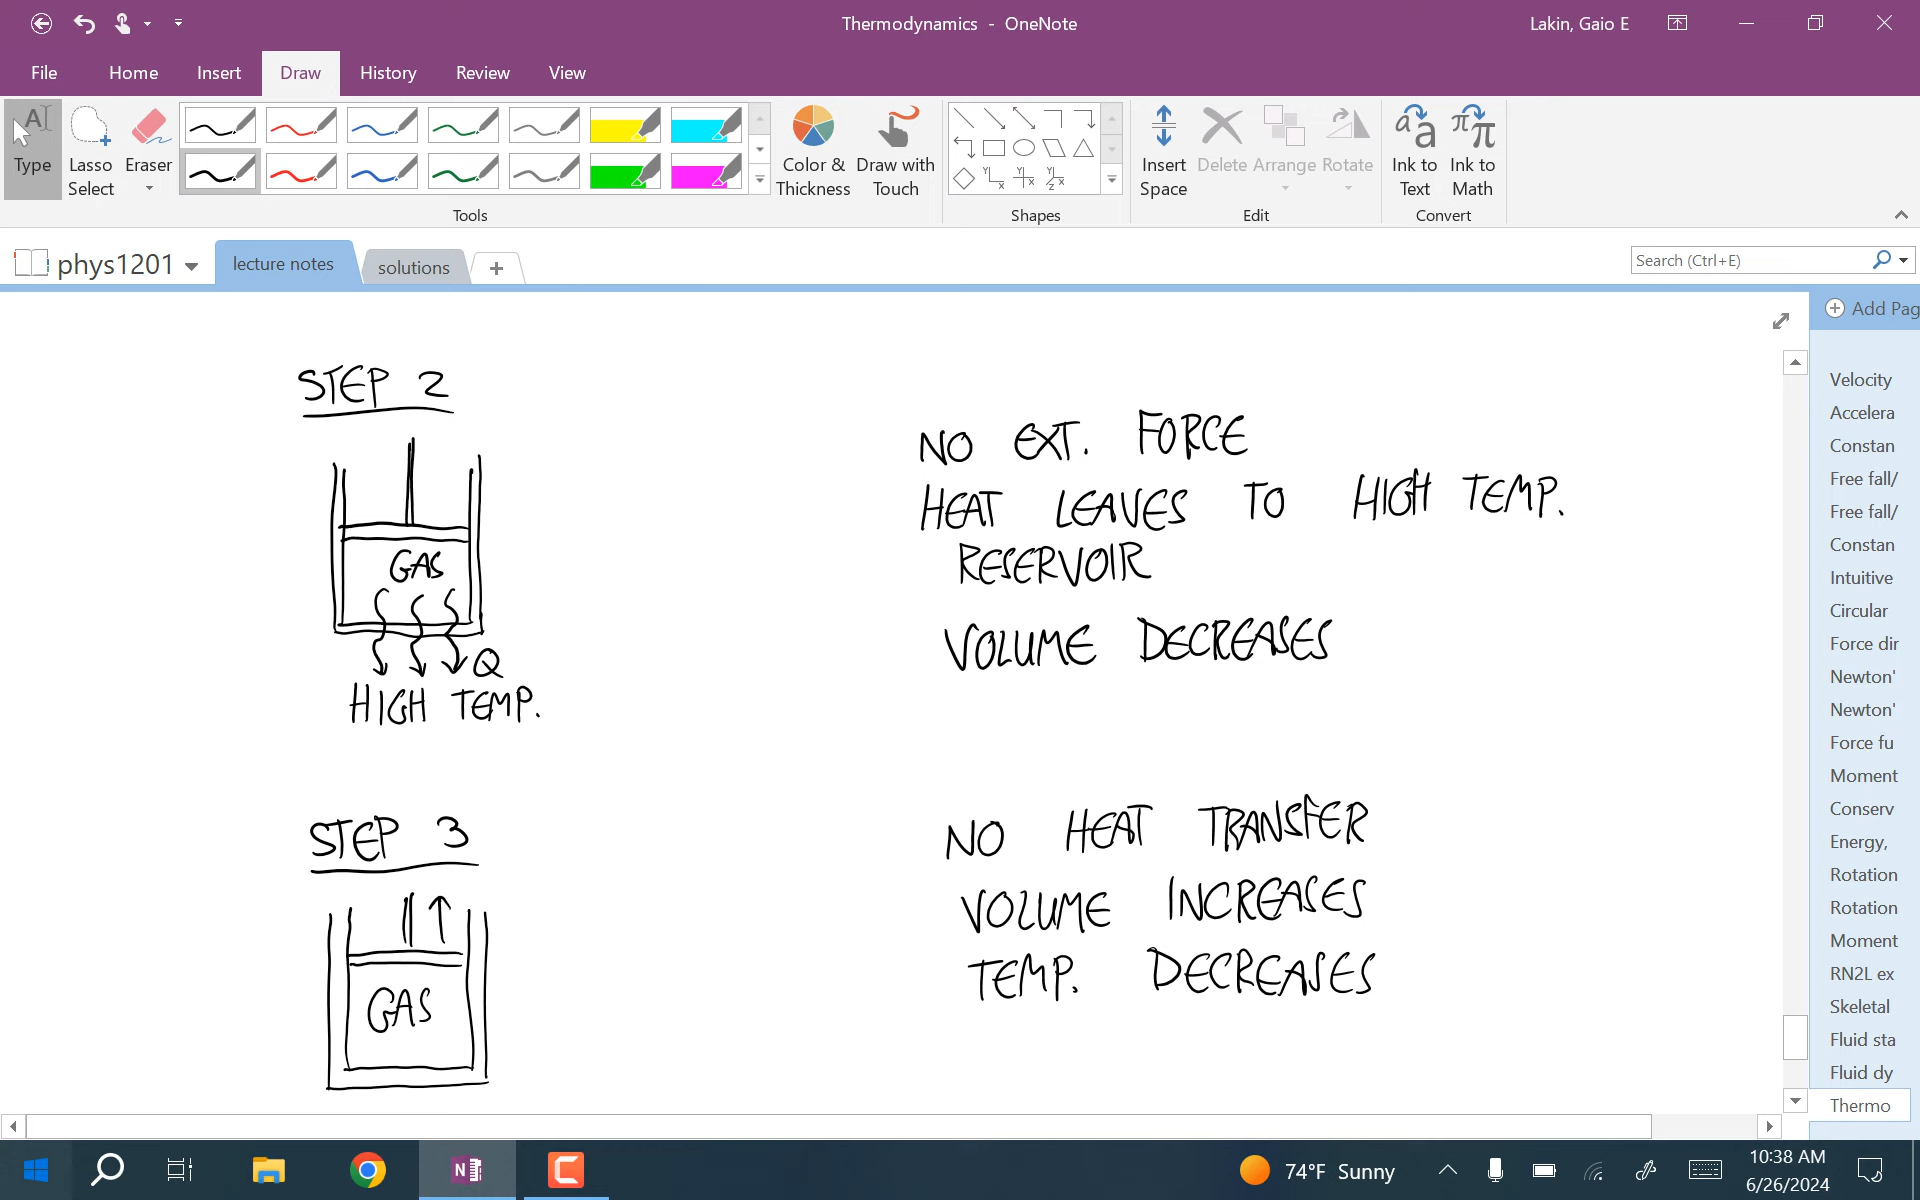 Thermodynamics - OneNote
Lakin, Gaio E
File Home Insert Draw History Review View
Type
Lasso Select
Eraser
Color & Thickness
Draw with Touch
Insert Space
Delete
Arrange
Rotate
Ink to Text
Ink to Math
Tools
Shapes
Edit
Convert
phys1201
lecture notes
solutions
Search (Ctrl+E)
Add Pag
STEP 2
GAS
Q
HIGH TEMP.
NO EXT. FORCE
HEAT LEAVES TO HIGH TEMP.
RESERVOIR
VOLUME DECREASES
STEP 3
GAS
NO HEAT TRANSFER
VOLUME INCREASES
TEMP. DECREASES
Velocity
Accelera
Constan
Free fall/
Free fall/
Constan
Intuitive
Circular
Force dir
Newton'
Newton'
Force fu
Moment
Conserv
Energy,
Rotation
Rotation
Moment
RN2L ex
Skeletal
Fluid sta
Fluid dy
Thermo
74°F Sunny
10:38 AM
6/26/2024